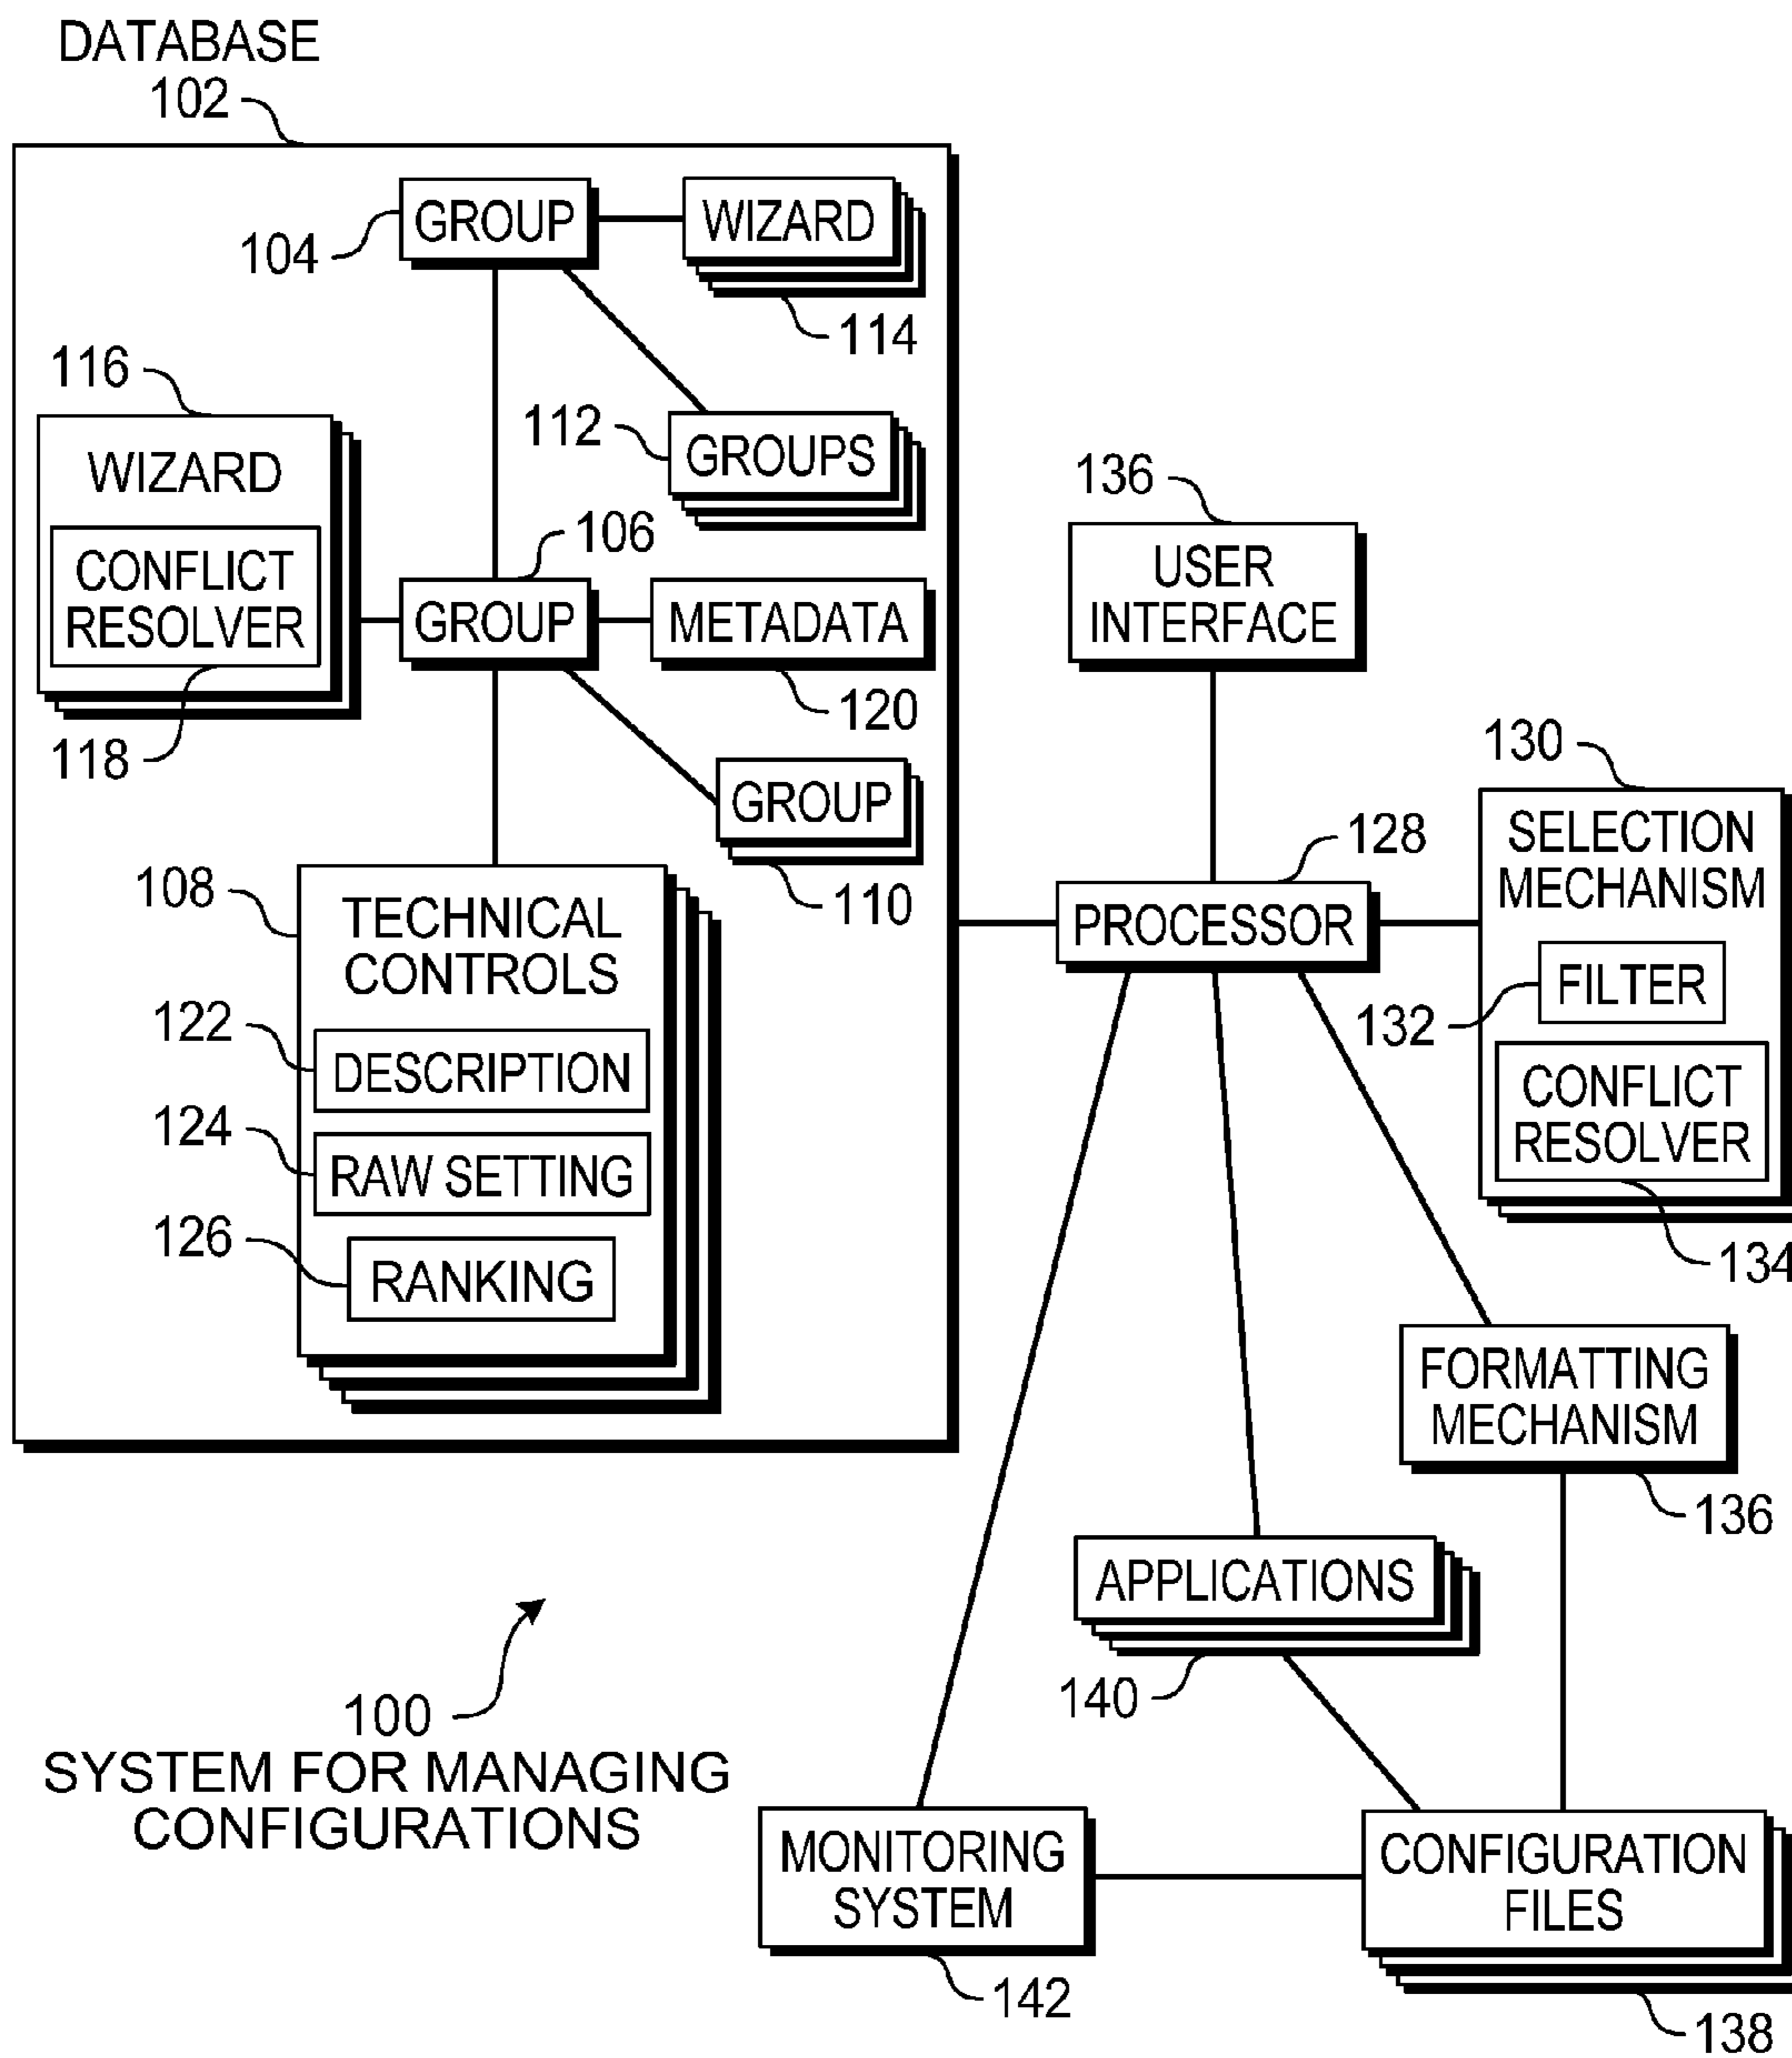 DATABASE
102
GROUP
104
WIZARD
114
116
WIZARD
CONFLICT
RESOLVER
118
112
GROUPS
106
GROUP
METADATA
120
GROUP
110
108
TECHNICAL
CONTROLS
122
DESCRIPTION
124
RAW SETTING
126
RANKING
136
USER
INTERFACE
128
PROCESSOR
130
SELECTION
MECHANISM
FILTER
132
CONFLICT
RESOLVER
134
FORMATTING
MECHANISM
136
APPLICATIONS
140
100
SYSTEM FOR MANAGING
CONFIGURATIONS
MONITORING
SYSTEM
142
CONFIGURATION
FILES
138